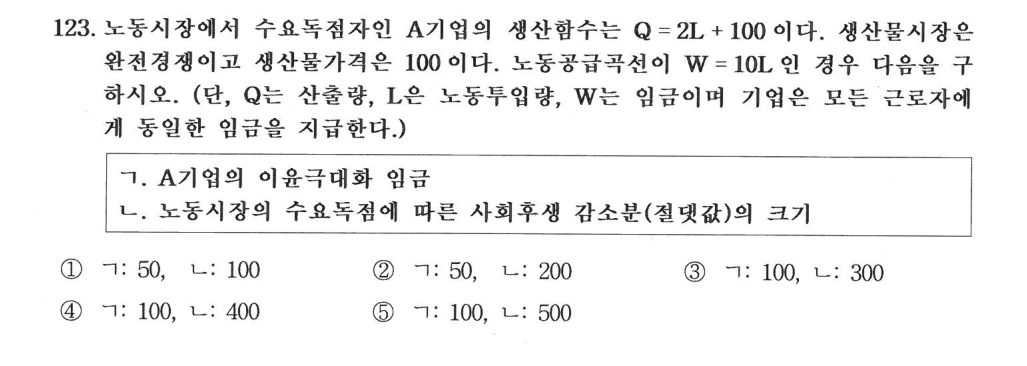 123. 노동시장에서 수요독점자인 A기업의 생산함수는 Q = 2L + 100 이다. 생산물시장은
완전경쟁이고 생산물가격은 100 이다. 노동공급곡선이 W = 10L 인 경우 다음을 구
하시오. (단, Q는 산출량, L은 노동투입량, W는 임금이며 기업은 모든 근로자에
게 동일한 임금을 지급한다.)
ㄱ. A기업의 이윤극대화 임금
ㄴ. 노동시장의 수요독점에 따른 사회후생 감소분(절댓값)의 크기
① ㄱ: 50, ㄴ: 100 ② ㄱ: 50, ㄴ: 200 ③ ㄱ: 100, ㄴ: 300
④ ㄱ: 100, ㄴ: 400 ⑤ ㄱ: 100, ㄴ: 500